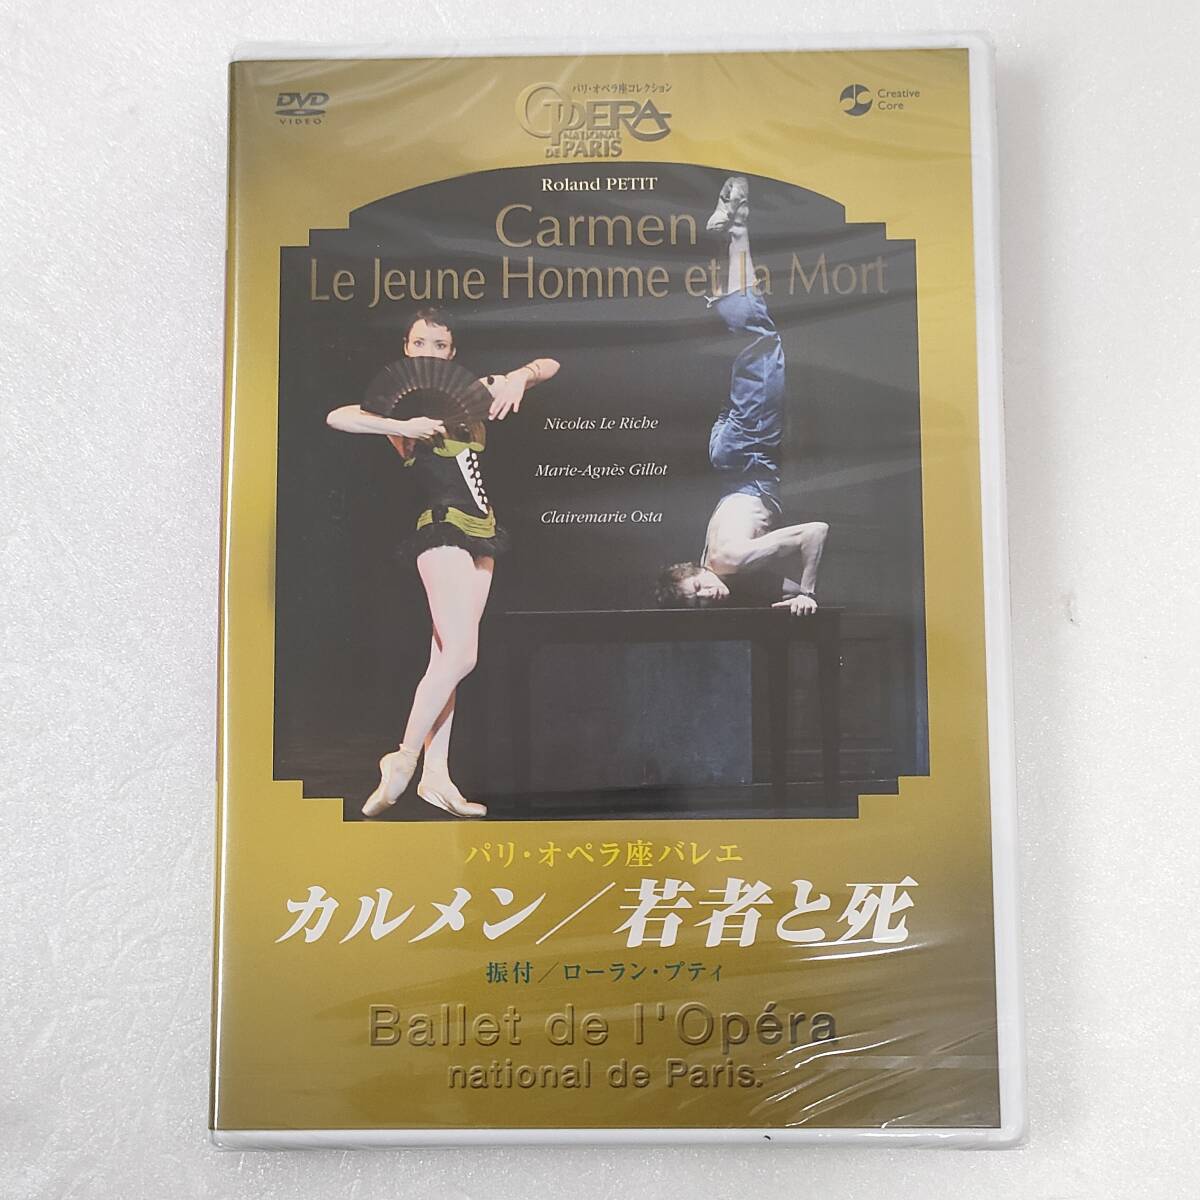 DVD
VIDEO
パリ・オペラ座コレクション
OPERA
NATIONAL
DE PARIS
Creative
Core
Roland PETIT
Carmen
Le Jeune Homme et la Mort
Nicolas Le Riche
Marie-Agnès Gillot
Clairemarie Osta
パリ・オペラ座バレエ
カルメン／若者と死
振付／ローラン・プティ
Ballet de l'Opéra
national de Paris.